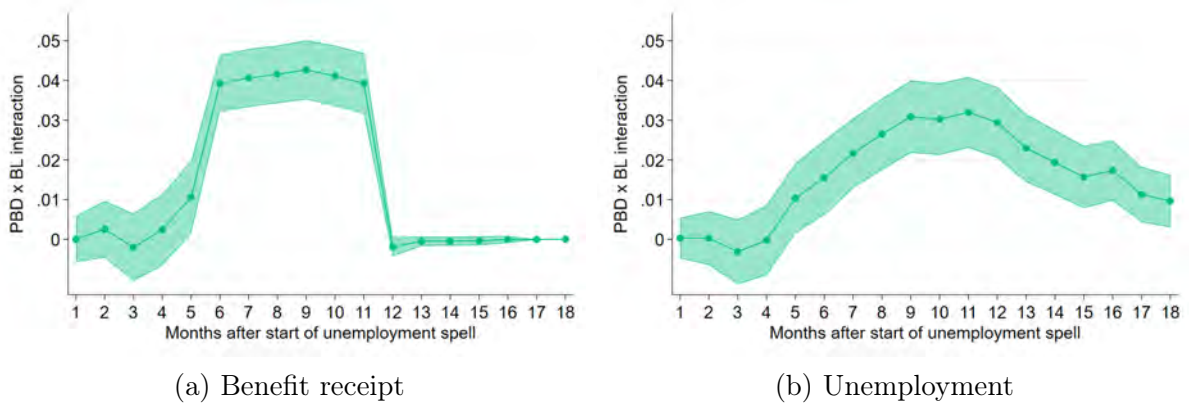 PBD x BL interaction
.05
.04
.03
.02
.01
0
1 2 3 4 5 6 7 8 9 10 11 12 13 14 15 16 17 18
Months after start of unemployment spell
(a) Benefit receipt
PBD x BL interaction
.05
.04
.03
.02
.01
0
1 2 3 4 5 6 7 8 9 10 11 12 13 14 15 16 17 18
Months after start of unemployment spell
(b) Unemployment